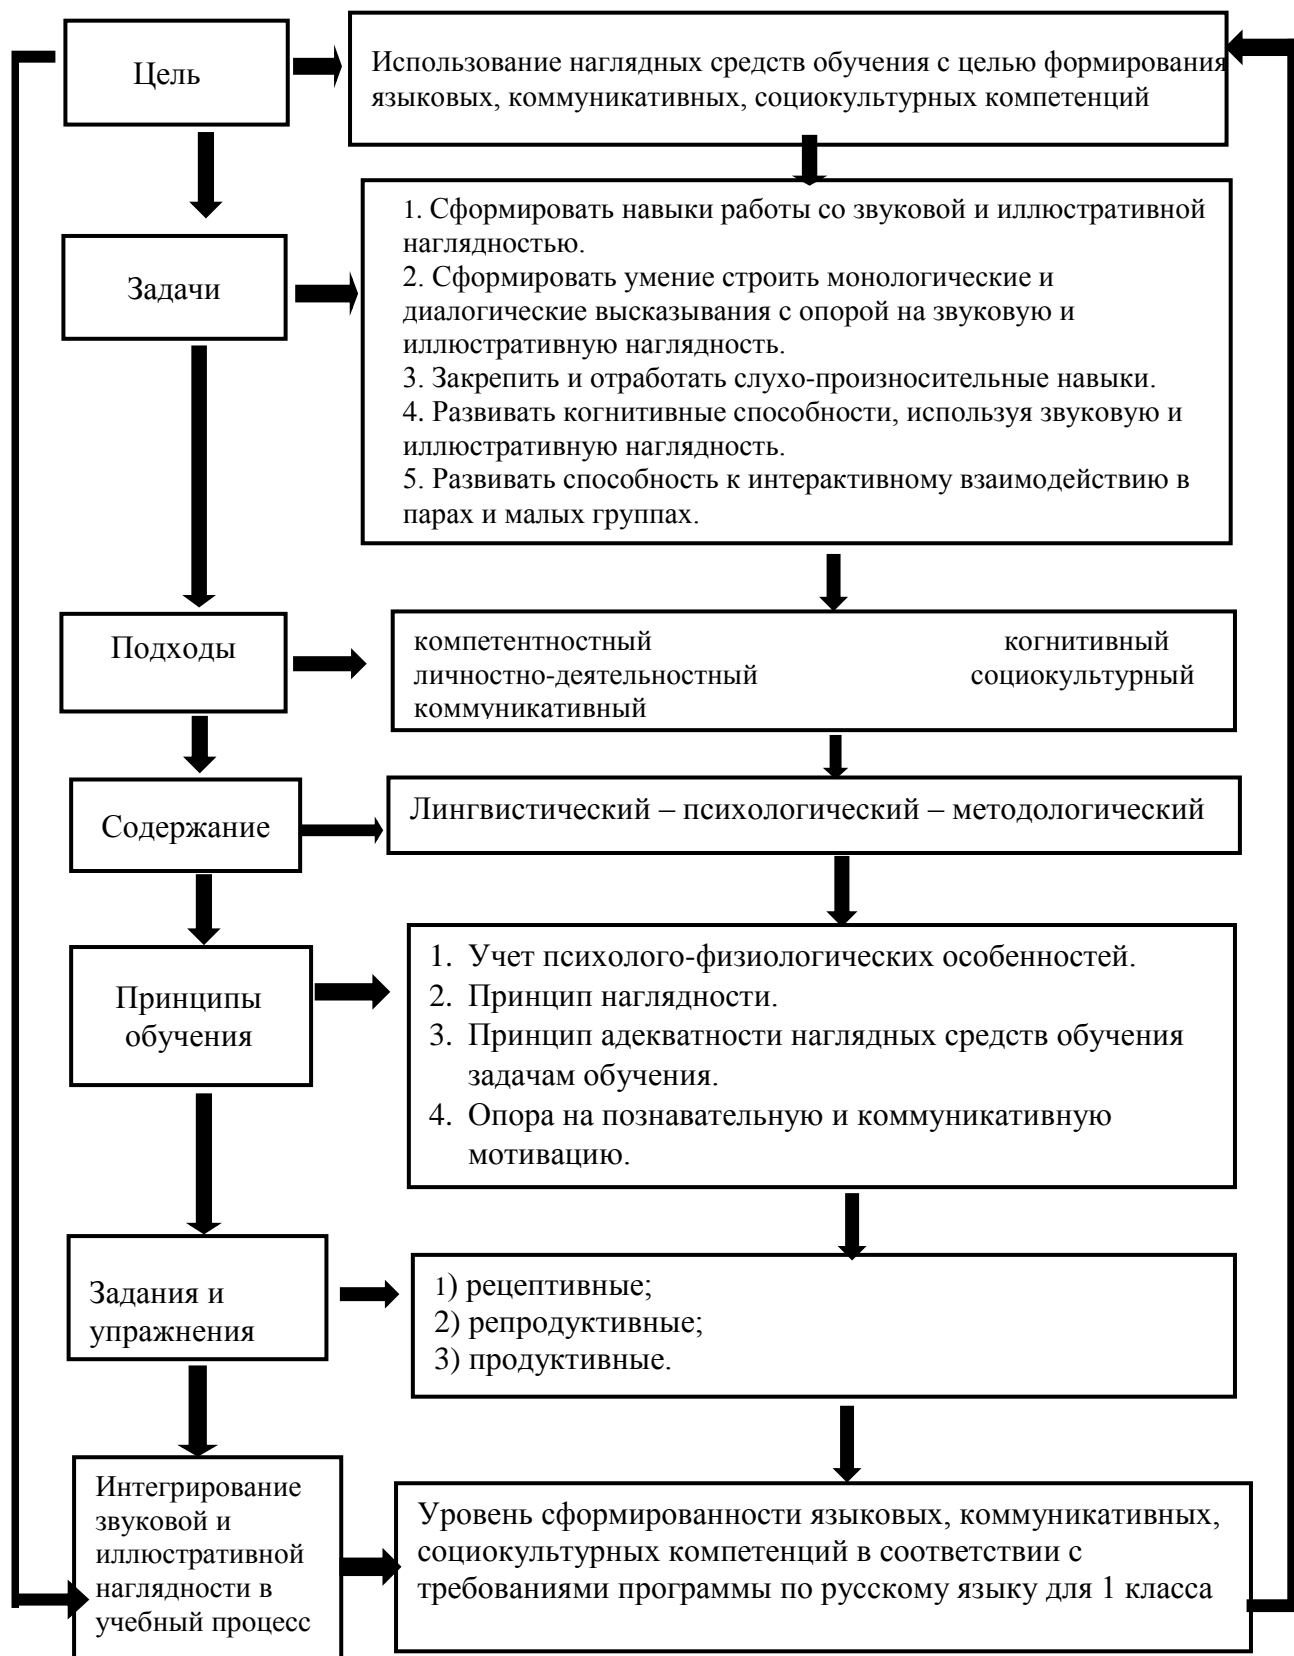 Цель
Использование наглядных средств обучения с целью формирования
языковых, коммуникативных, социокультурных компетенций
Задачи
1. Сформировать навыки работы со звуковой и иллюстративной
наглядностью.
2. Сформировать умение строить монологические и
диалогические высказывания с опорой на звуковую и
иллюстративную наглядность.
3. Закрепить и отработать слухо-произносительные навыки.
4. Развивать когнитивные способности, используя звуковую и
иллюстративную наглядность.
5. Развивать способность к интерактивному взаимодействию в
парах и малых группах.
Подходы
компетентностный когнитивный
личностно-деятельностный социокультурный
коммуникативный
Содержание
Лингвистический – психологический – методологический
Принципы
обучения
1. Учет психолого-физиологических особенностей.
2. Принцип наглядности.
3. Принцип адекватности наглядных средств обучения
задачам обучения.
4. Опора на познавательную и коммуникативную
мотивацию.
Задания и
упражнения
1) рецептивные;
2) репродуктивные;
3) продуктивные.
Интегрирование
звуковой и
иллюстративной
наглядности в
учебный процесс
Уровень сформированности языковых, коммуникативных,
социокультурных компетенций в соответствии с
требованиями программы по русскому языку для 1 класса